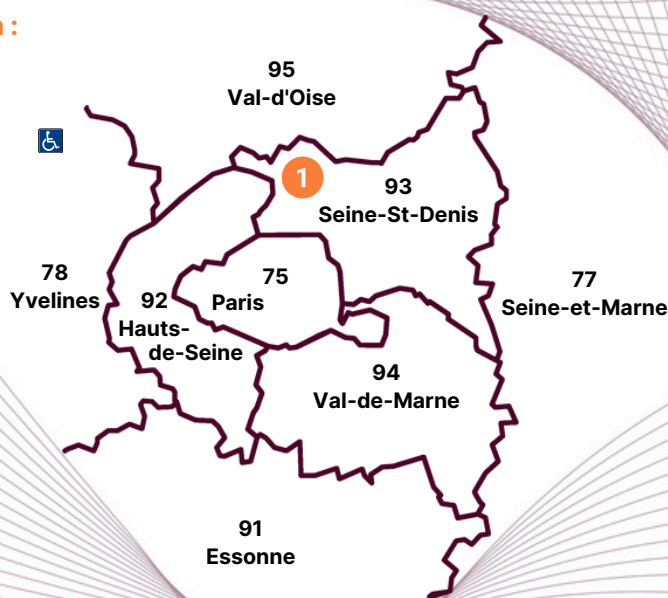 :
95
Val-d'Oise
1
93
Seine-St-Denis
78
Yvelines
92
Hauts-
de-Seine
75
Paris
77
Seine-et-Marne
94
Val-de-Marne
91
Essonne